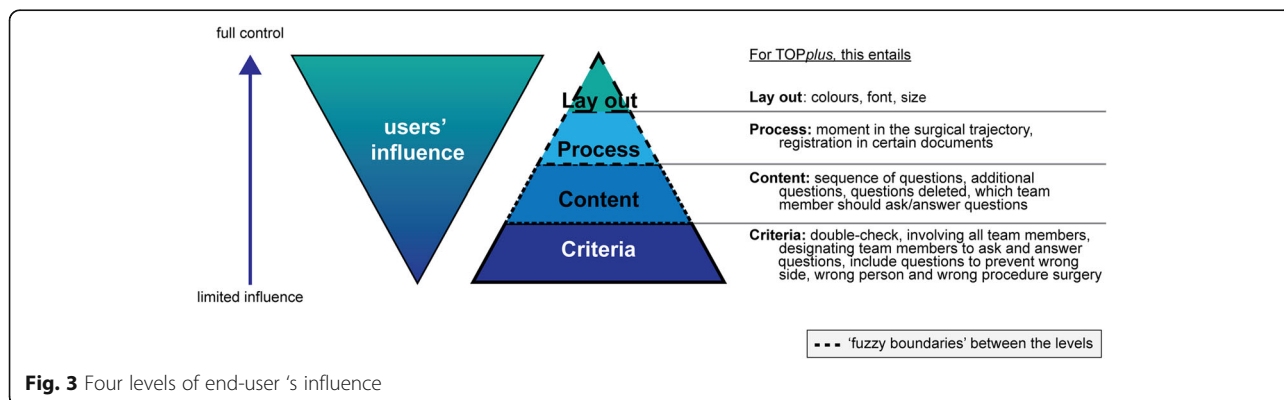 full control
limited influence
users'
influence
Lay out
Process
Content
Criteria
For TOPplus, this entails
Lay out: colours, font, size
Process: moment in the surgical trajectory,
registration in certain documents
Content: sequence of questions, additional
questions, questions deleted, which team
member should ask/answer questions
Criteria: double-check, involving all team members,
designating team members to ask and answer
questions, include questions to prevent wrong
side, wrong person and wrong procedure surgery
'fuzzy boundaries' between the levels
Fig. 3 Four levels of end-user ‘s influence